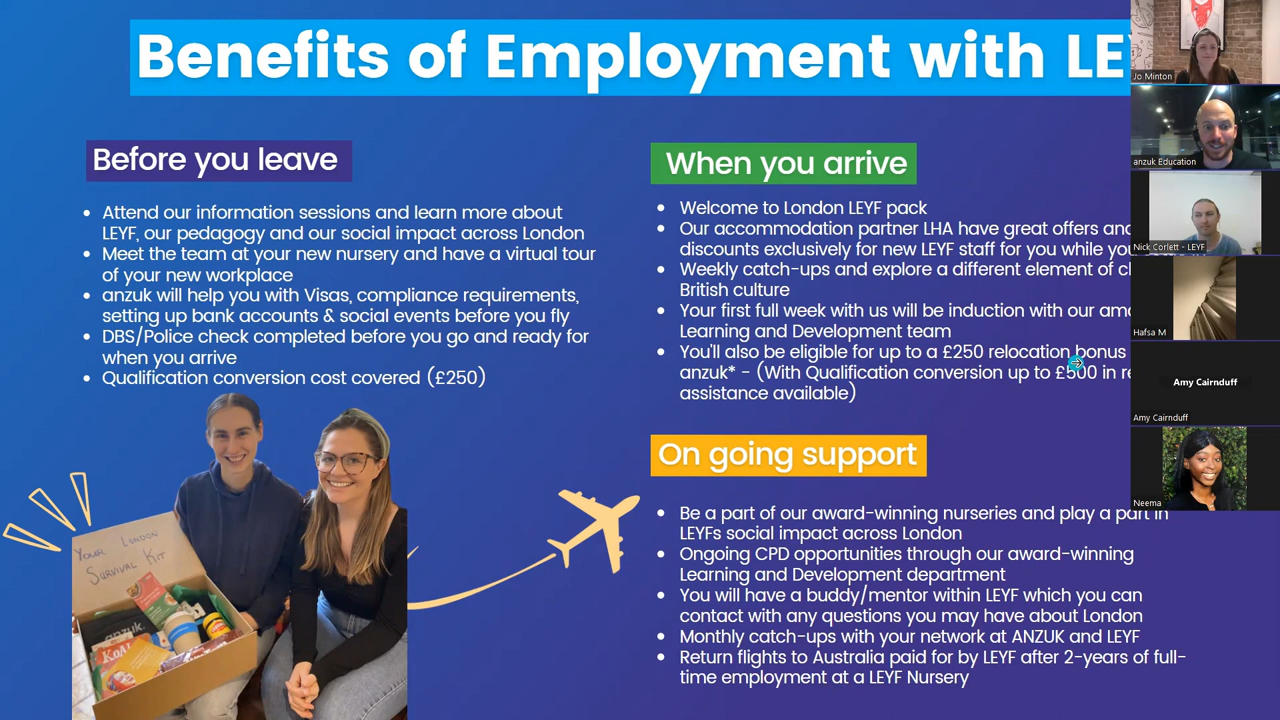 Benefits of Employment with LE
Before you leave
Attend our information sessions and learn more about
LEYF, our pedagogy and our social impact across London
Meet the team at your new nursery and have a virtual tour
of your new workplace
anzuk will help you with Visas, compliance requirements,
setting up bank accounts & social events before you fly
DBS/Police check completed before you go and ready for
when you arrive
Qualification conversion cost covered (£250)
YOUR LONDON
SURVIVAL KIT
anzuk.
When you arrive
Welcome to London LEYF pack
Our accommodation partner LHA have great offers and
discounts exclusively for new LEYF staff for you while you
Weekly catch-ups and explore a different element of
British culture
Your first full week with us will be induction with our
Learning and Development team
You'll also be eligible for up to a £250 relocation bonus
anzuk* - (With Qualification conversion up to £500 in
assistance available)
On going support
Be a part of our award-winning nurseries and play a part in
LEYFs social impact across London
Ongoing CPD opportunities through our award-winning
Learning and Development department
You will have a buddy/mentor within LEYF which you can
contact with any questions you may have about London
Monthly catch-ups with your network at ANZUK and LEYF
Return flights to Australia paid for by LEYF after 2-years of full-
time employment at a LEYF Nursery
Jo Minton
anzuk Education
Nick Corlett - LEYF
Hafsa M
Amy Cairnduff
Amy Cairnduff
Neema